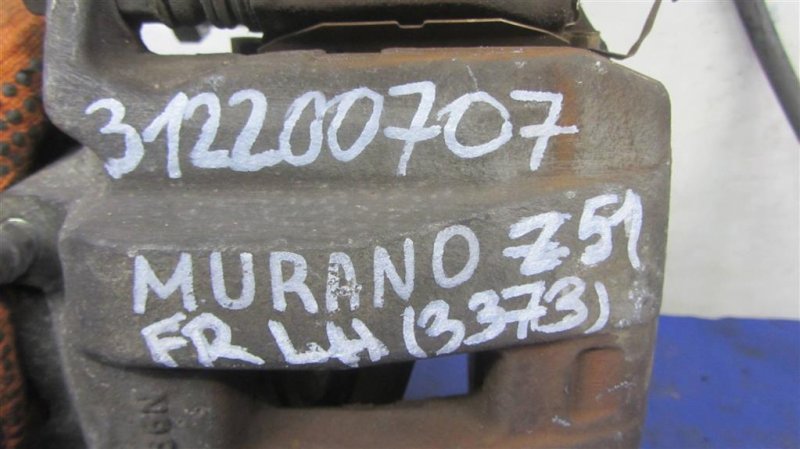 312200707
MURANO Z51
FR LH (3373)